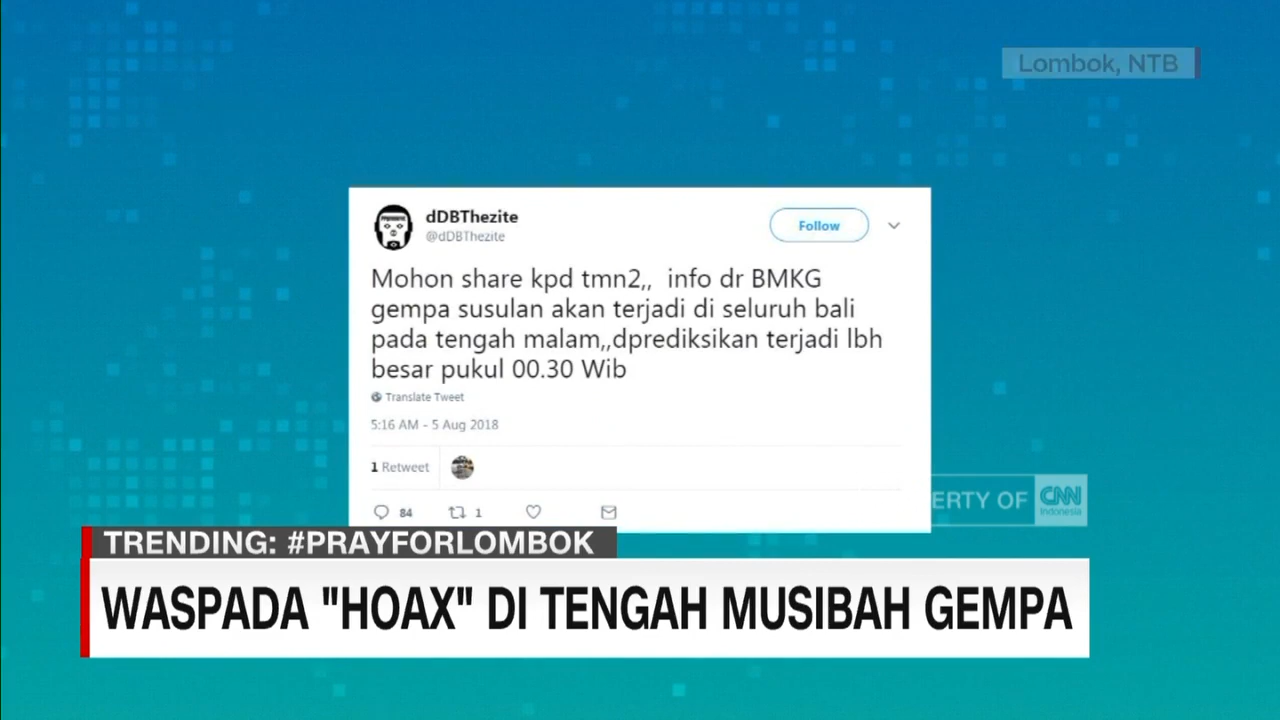 Lombok, NTB
dDBThezite
@dDBThezite
Follow
Mohon share kpd tmn2,,  info dr BMKG
gempa susulan akan terjadi di seluruh bali
pada tengah malam,,dprediksikan terjadi lbh
besar pukul 00.30 Wib
Translate Tweet
5:16 AM - 5 Aug 2018
1 Retweet
84 1
ERTY OF CNN
Indonesia
TRENDING: #PRAYFORLOMBOK
WASPADA "HOAX" DI TENGAH MUSIBAH GEMPA